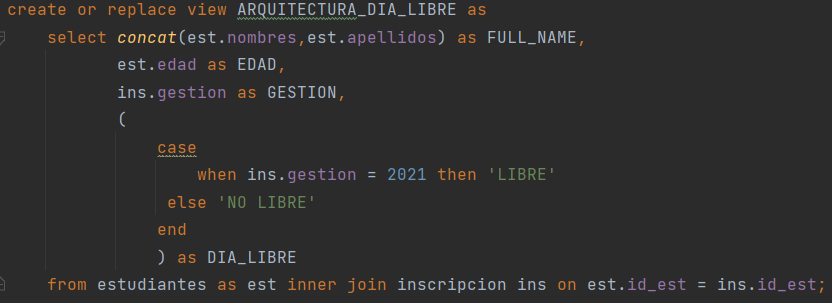 create or replace view ARQUITECTURA_DIA_LIBRE as
select concat(est.nombres,est.apellidos) as FULL_NAME,
est.edad as EDAD,
ins.gestion as GESTION,
(
case
when ins.gestion = 2021 then 'LIBRE'
else 'NO LIBRE'
end
) as DIA_LIBRE
from estudiantes as est inner join inscripcion ins on est.id_est = ins.id_est;